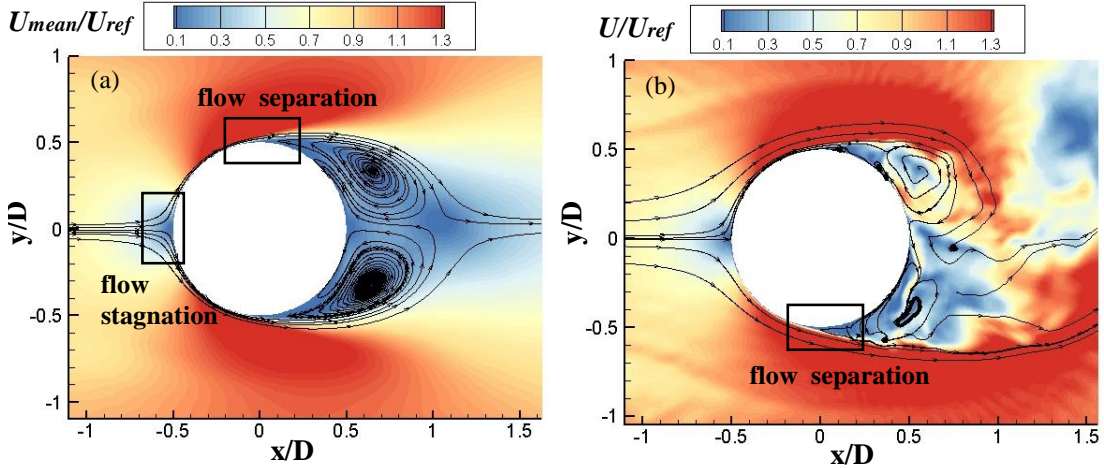 Umean/Uref
0.1 0.3 0.5 0.7 0.9 1.1 1.3
(a)
flow separation
flow
stagnation
1
0.5
0
-0.5
-1
y/D
-1 -0.5 0 0.5 1 1.5
x/D
U/Uref
0.1 0.3 0.5 0.7 0.9 1.1 1.3
(b)
flow separation
1
0.5
0
-0.5
-1
y/D
-1 -0.5 0 0.5 1 1.5
x/D